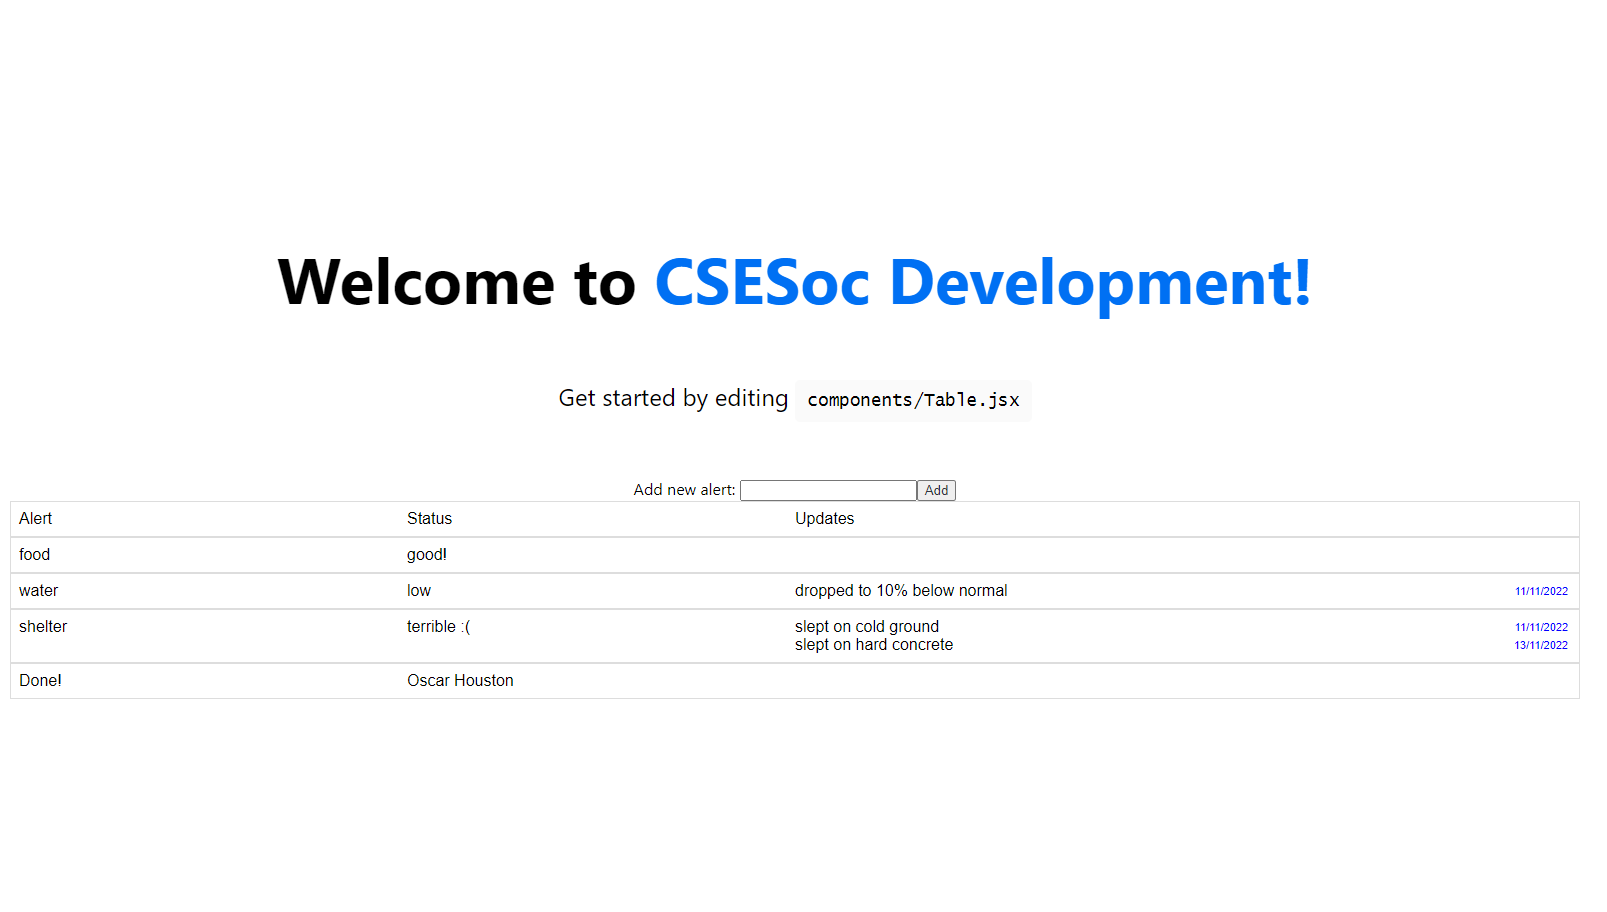 Welcome to CSESoc Development!
Get started by editing components/Table.jsx
Add new alert: Add
Alert Status Updates
food good!
water low dropped to 10% below normal 11/11/2022
shelter terrible :( slept on cold ground 11/11/2022
slept on hard concrete 13/11/2022
Done! Oscar Houston